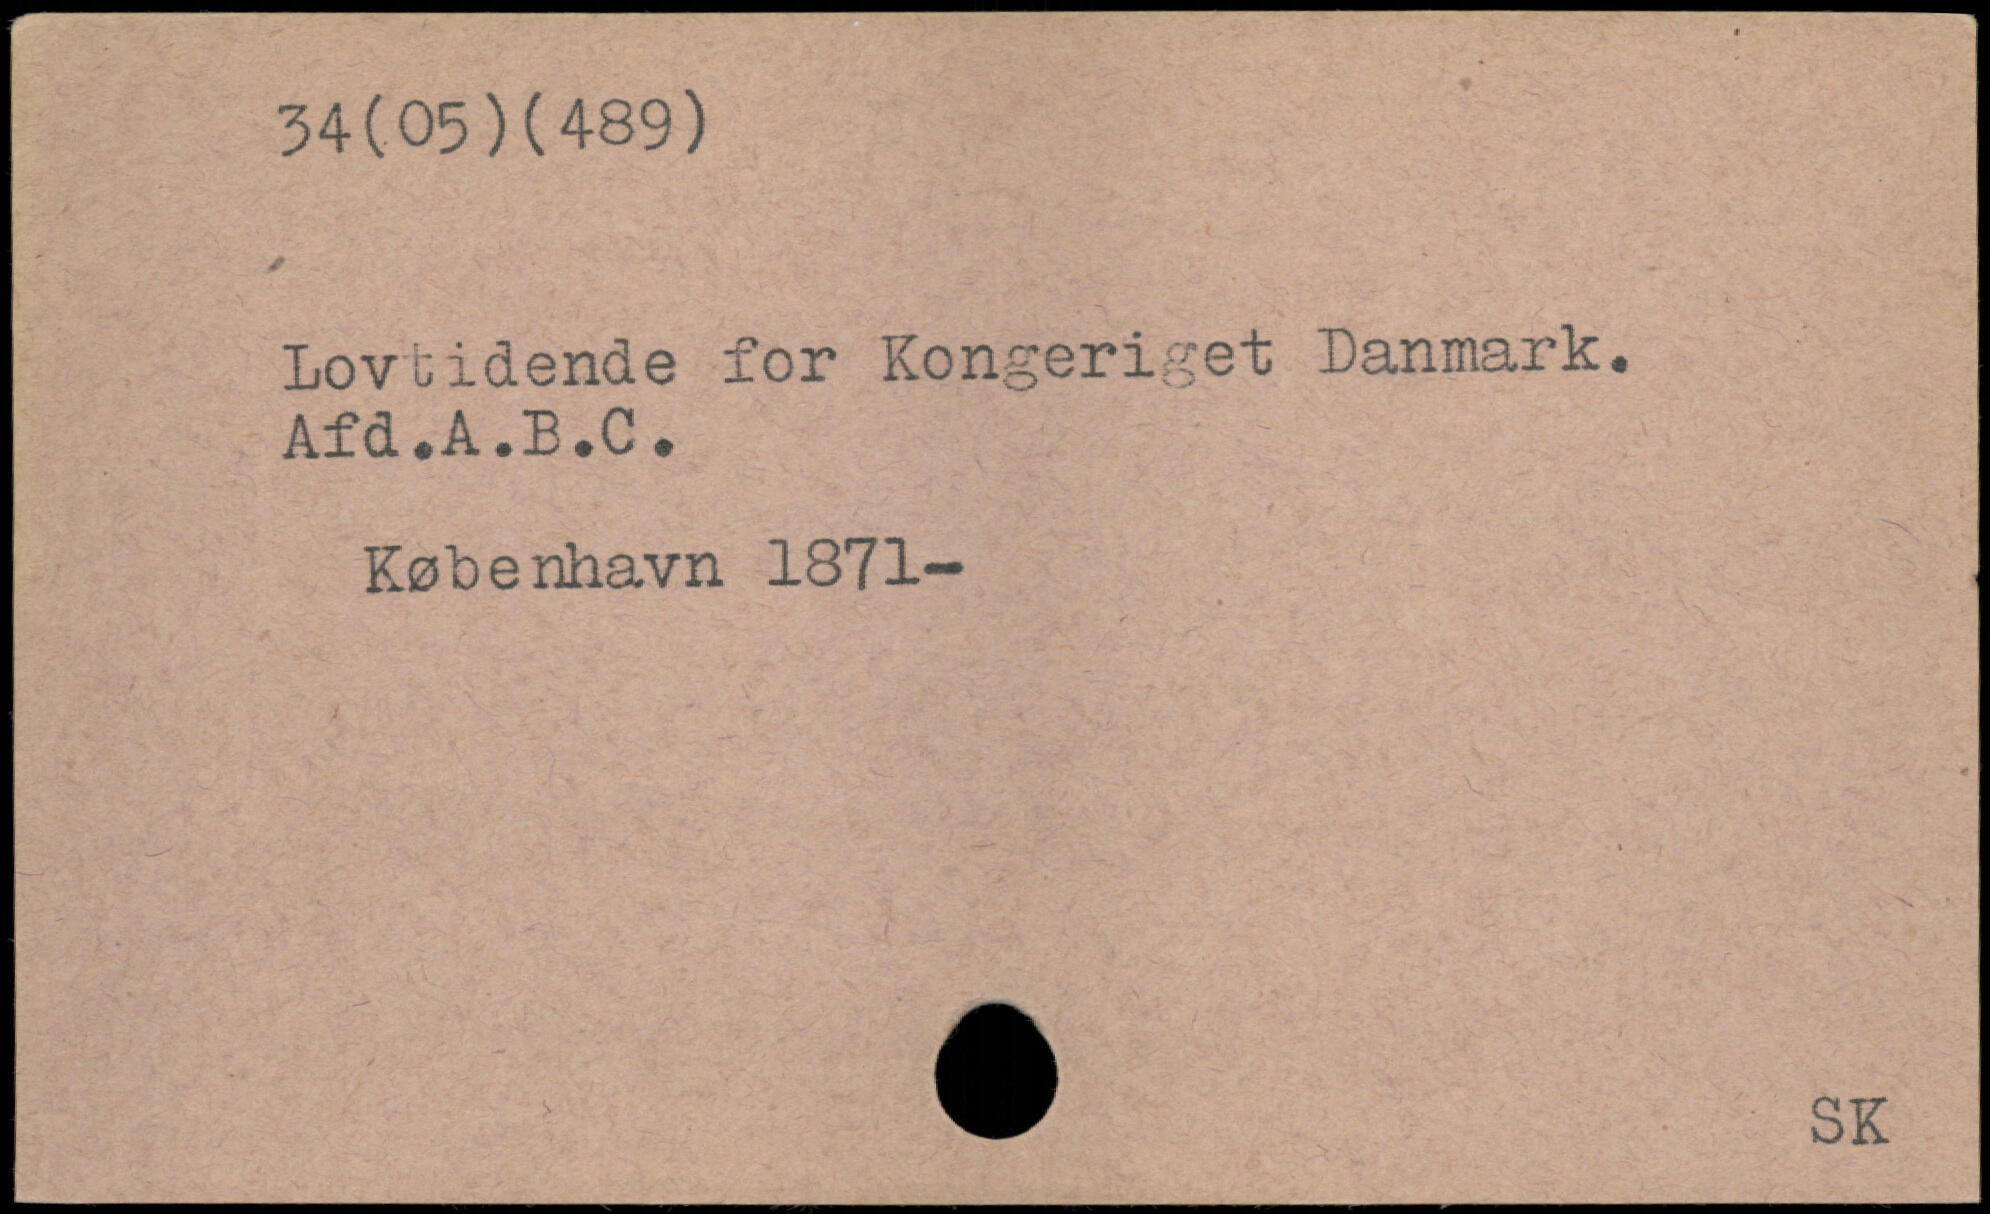 34(05)(489)
Lovtidende for Kongeriget Danmark.
Afd.A.B.C.
København 1871-
SK